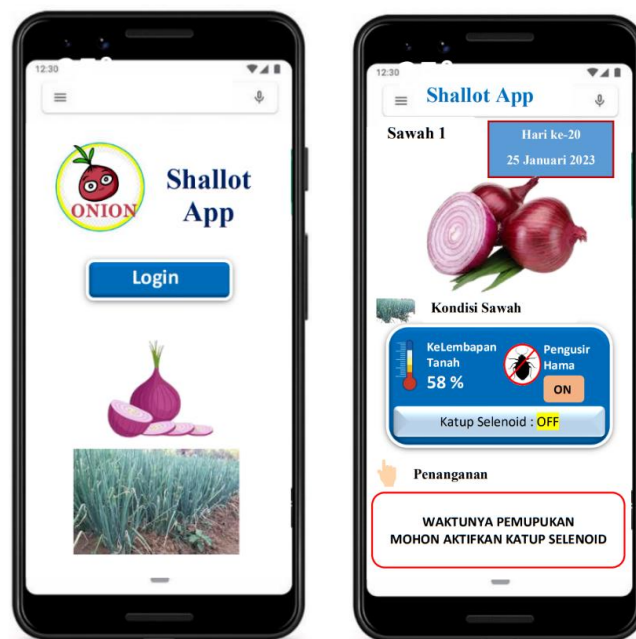 12:30
ONION
Shallot
App
Login
12:30
Shallot App
Sawah 1
Hari ke-20
25 Januari 2023
Kondisi Sawah
KeLembapan
Tanah
58 %
Pengusir
Hama
ON
Katup Selenoid : OFF
Penanganan
WAKTUNYA PEMUPUKAN
MOHON AKTIFKAN KATUP SELENOID